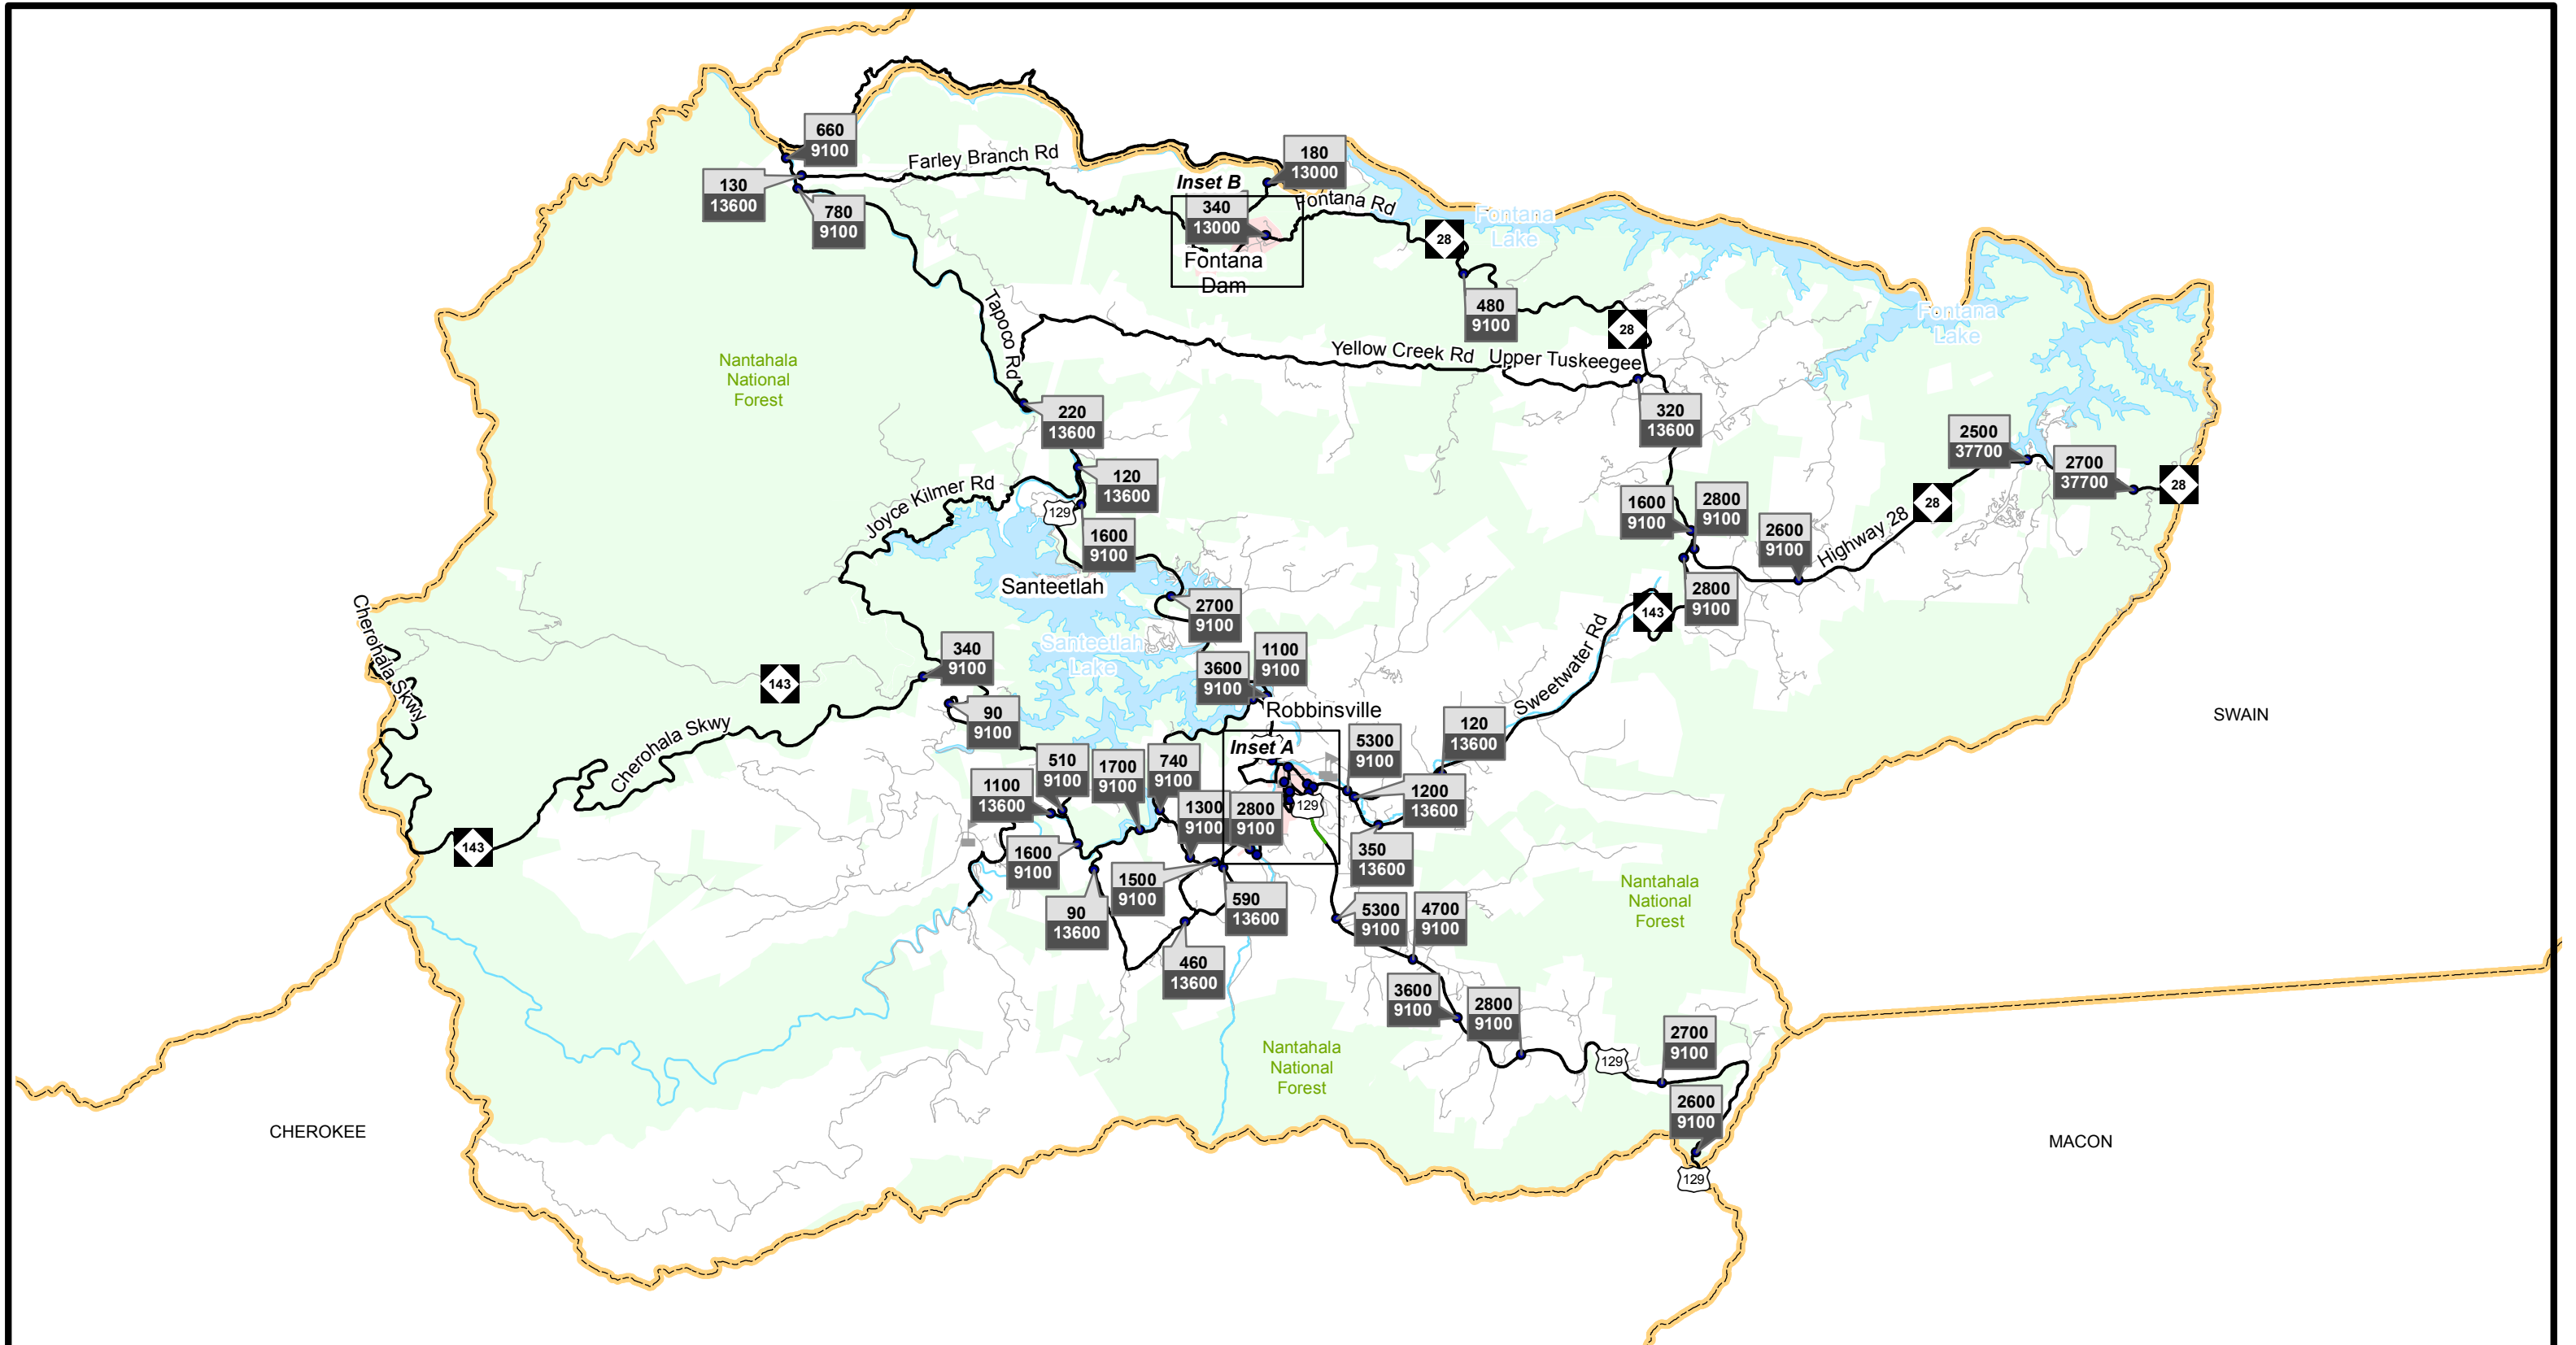 660
9100
Farley Branch Rd
180
13000
130
13600
Inset B
780
9100
340
13000
Fontana Rd
Fontana
Lake
28
Fontana
Dam
480
9100
Tapoco Rd
28
Fontana
Lake
Nantahala
National
Forest
Yellow Creek Rd
Upper Tuskeegee
220
13600
320
13600
2500
37700
2700
37700
28
120
13600
Joyce Kilmer Rd
129
1600
9100
1600
9100
2800
9100
2600
9100
Highway 28
28
Santeetlah
2700
9100
2800
9100
143
Cherohala Skwy
Santeetlah
Lake
340
9100
3600
9100
1100
9100
Sweetwater Rd
143
90
9100
Robbinsville
SWAIN
Cherohala Skwy
510
9100
1700
9100
740
9100
Inset A
5300
9100
120
13600
1100
13600
1300
9100
2800
9100
129
1200
13600
143
1600
9100
350
13600
1500
9100
590
13600
90
13600
5300
9100
4700
9100
Nantahala
National
Forest
460
13600
3600
9100
2800
9100
Nantahala
National
Forest
129
2700
9100
2600
9100
CHEROKEE
MACON
129